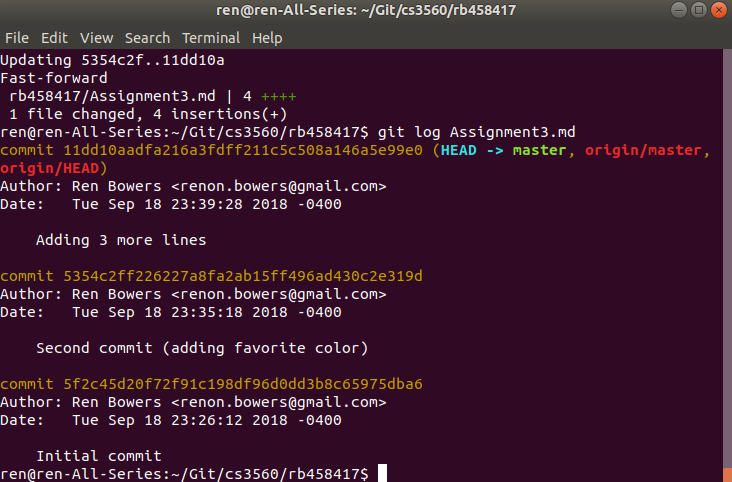 ren@ren-All-Series: ~/Git/cs3560/rb458417
File Edit View Search Terminal Help
Updating 5354c2f..11dd10a
Fast-forward
 rb458417/Assignment3.md | 4 ++++
 1 file changed, 4 insertions(+)
ren@ren-All-Series:~/Git/cs3560/rb458417$ git log Assignment3.md
commit 11dd10aadfa216a3fdff211c5c508a146a5e99e0 (HEAD -> master, origin/master,
origin/HEAD)
Author: Ren Bowers <renon.bowers@gmail.com>
Date:   Tue Sep 18 23:39:28 2018 -0400

    Adding 3 more lines

commit 5354c2ff226227a8fa2ab15ff496ad430c2e319d
Author: Ren Bowers <renon.bowers@gmail.com>
Date:   Tue Sep 18 23:35:18 2018 -0400

    Second commit (adding favorite color)

commit 5f2c45d20f72f91c198df96d0dd3b8c65975dba6
Author: Ren Bowers <renon.bowers@gmail.com>
Date:   Tue Sep 18 23:26:12 2018 -0400

    Initial commit
ren@ren-All-Series:~/Git/cs3560/rb458417$